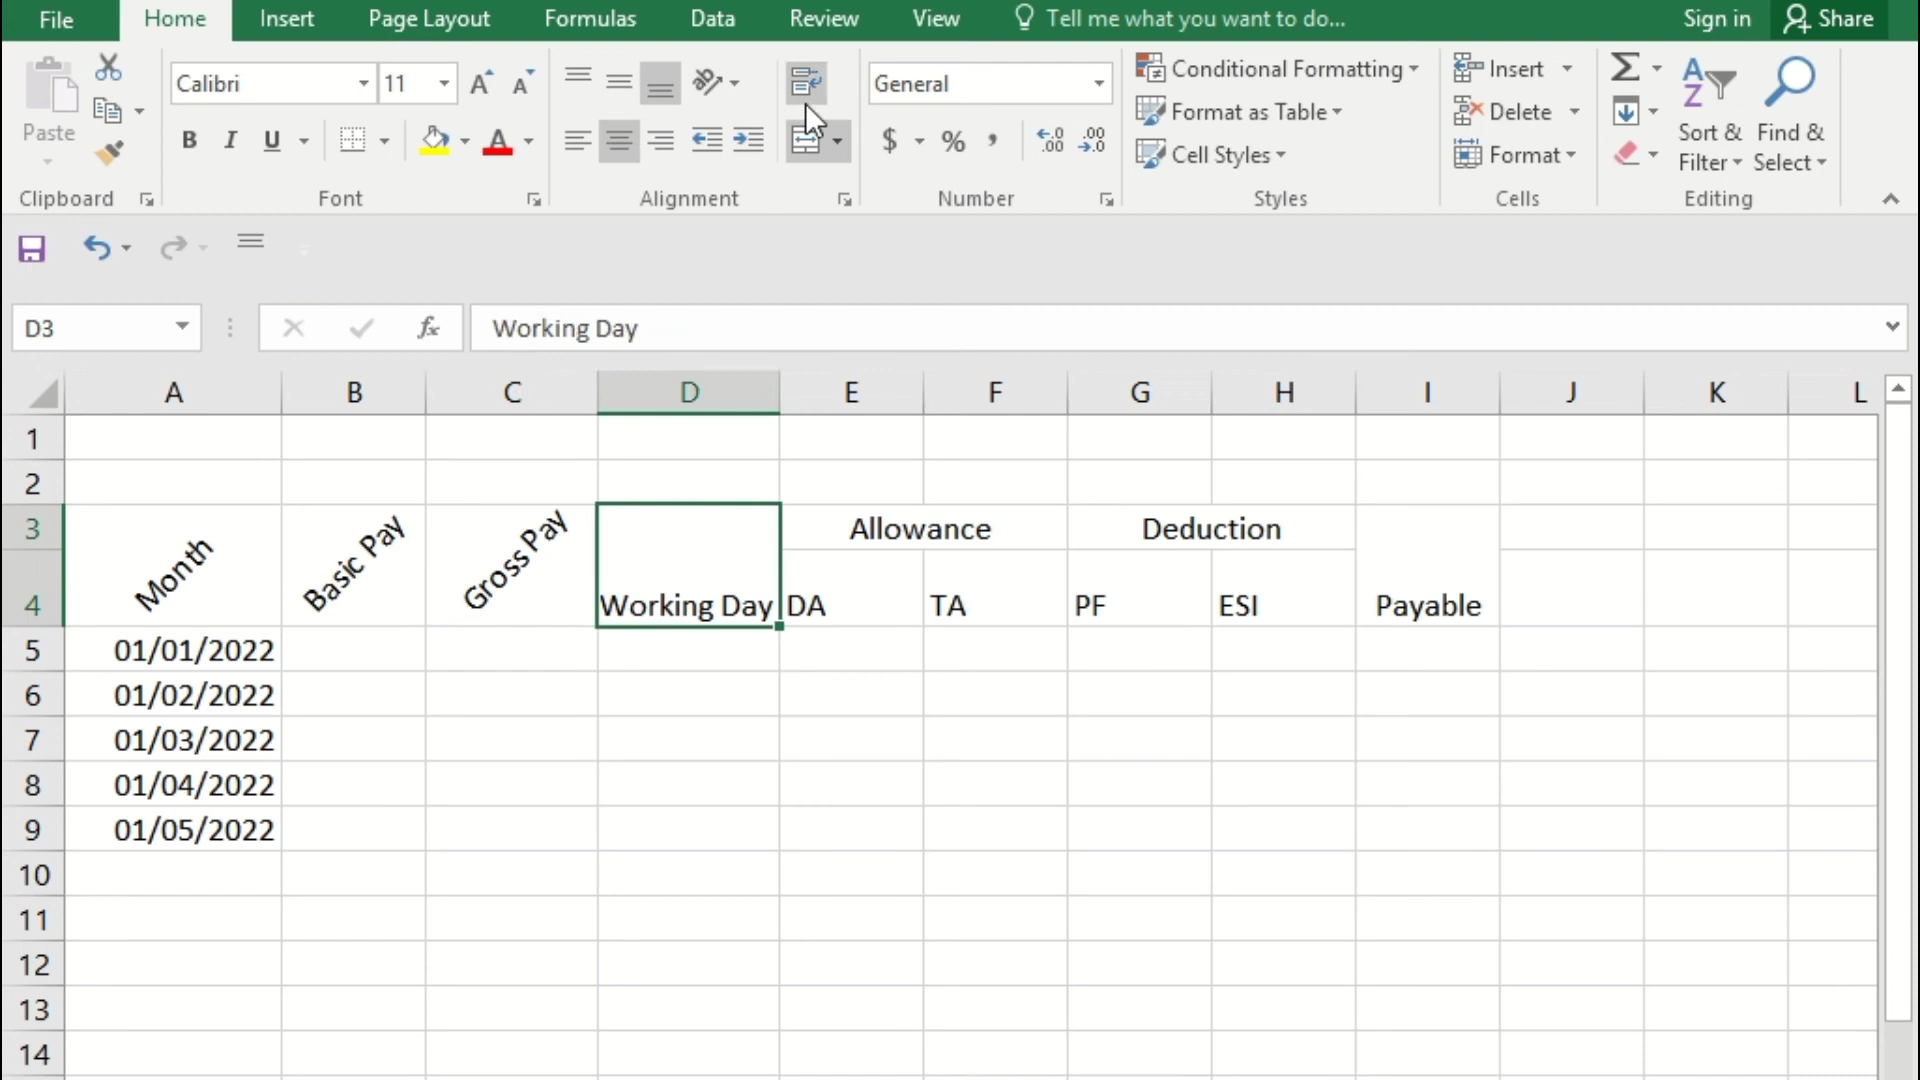 File Home Insert Page Layout Formulas Data Review View Tell me what you want to do... Sign in Share
Calibri 11 General Conditional Formatting Insert
Paste Format as Table Delete Sort & Find &
B I U $ % , .00 .00 Cell Styles Format Filter Select
Clipboard Font Alignment Number Styles Cells Editing
D3 fx Working Day
A B C D E F G H I J K L
1
2
3 Month Basic Pay Gross Pay Allowance Deduction
4 Working Day DA TA PF ESI Payable
5 01/01/2022
6 01/02/2022
7 01/03/2022
8 01/04/2022
9 01/05/2022
10
11
12
13
14